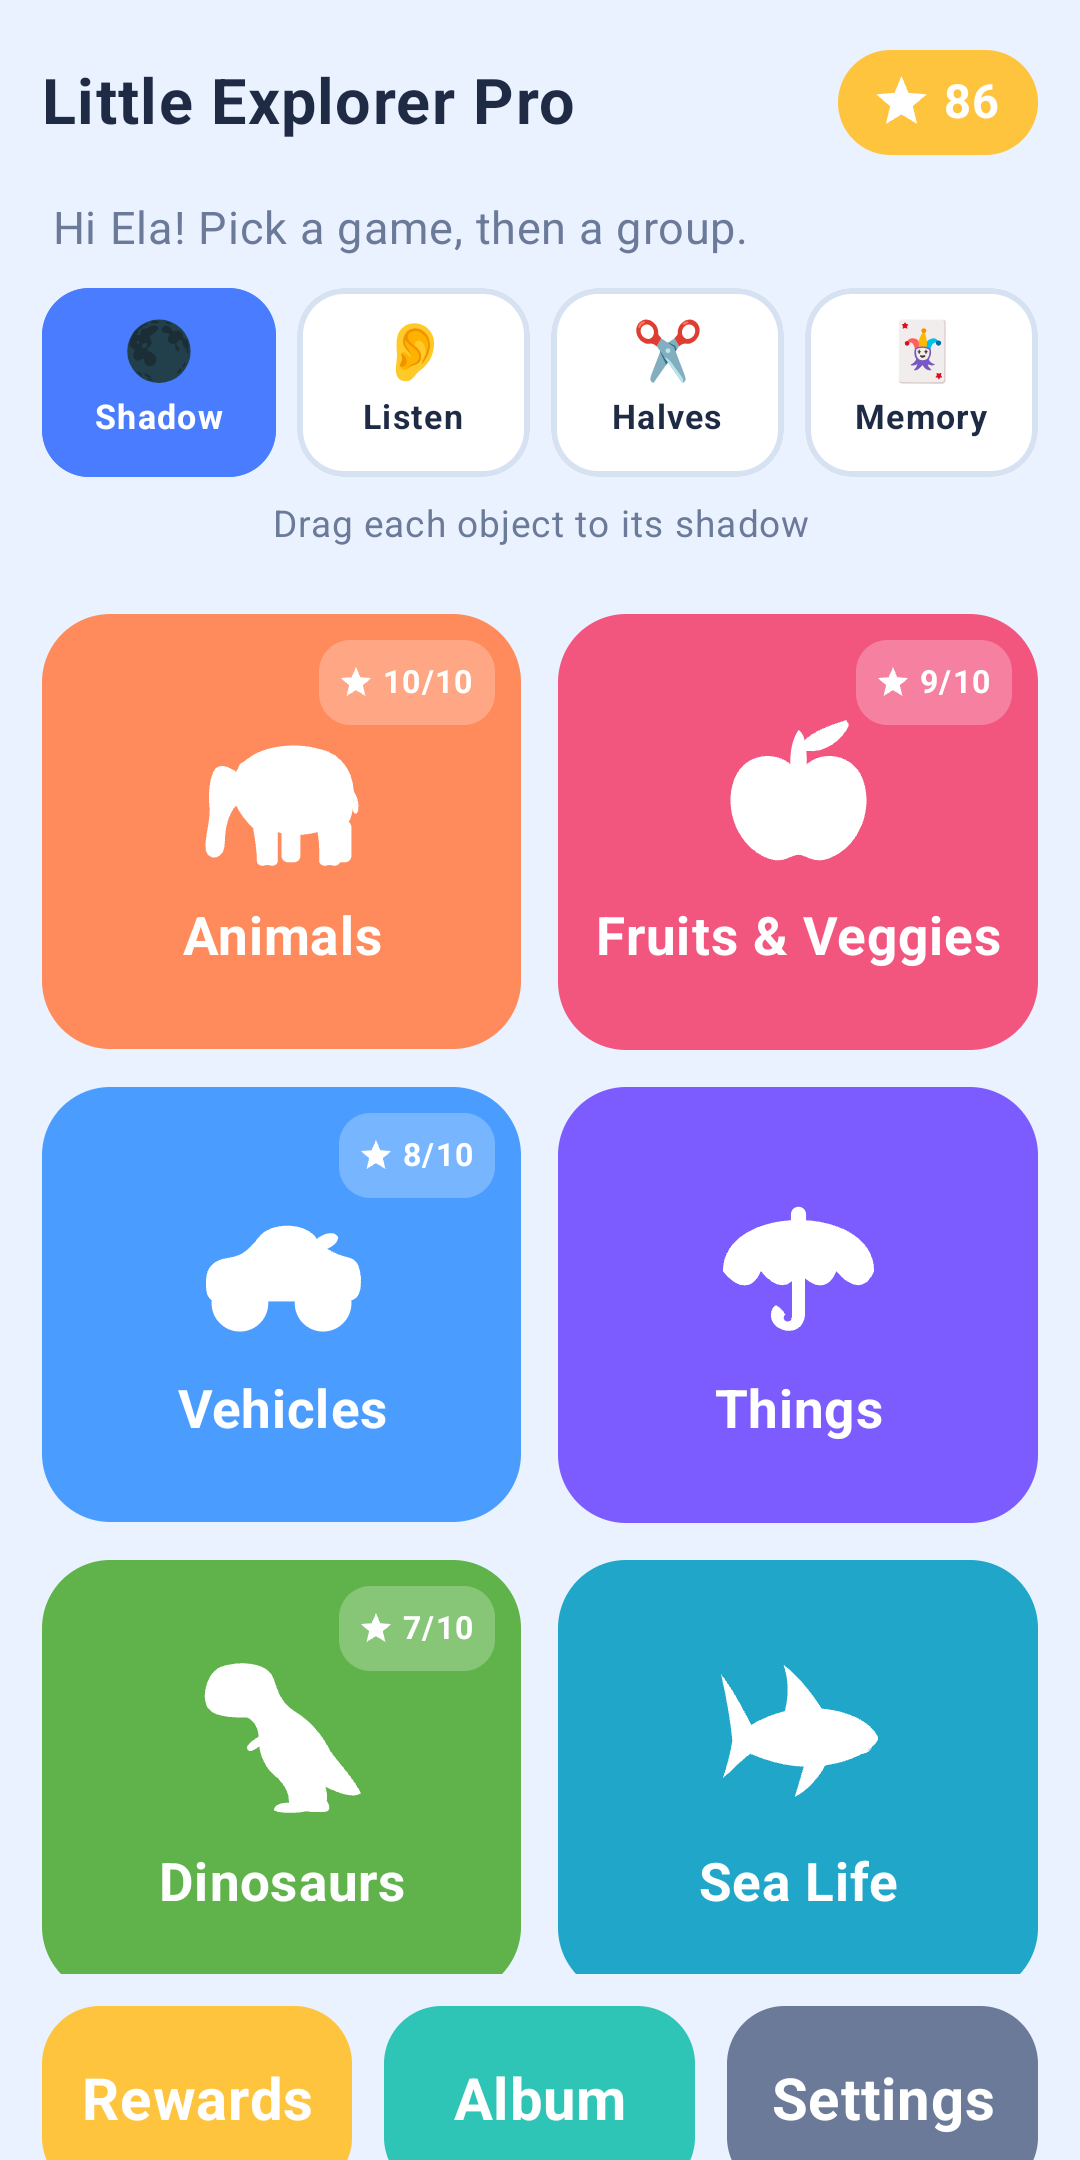 Little Explorer Pro
86
Hi Ela! Pick a game, then a group.
Shadow
Listen
Halves
Memory
Drag each object to its shadow
10/10
9/10
Animals
Fruits & Veggies
8/10
Vehicles
Things
7/10
Dinosaurs
Sea Life
Rewards
Album
Settings